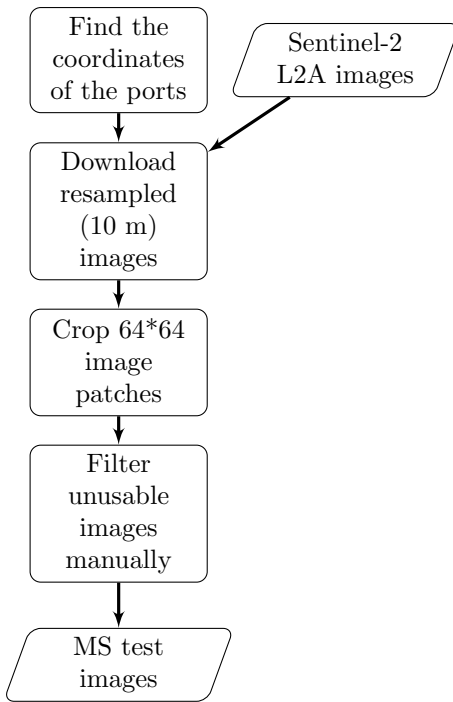 Find the
coordinates
of the ports
Sentinel-2
L2A images
Download
resampled
(10 m)
images
Crop 64*64
image
patches
Filter
unusable
images
manually
MS test
images